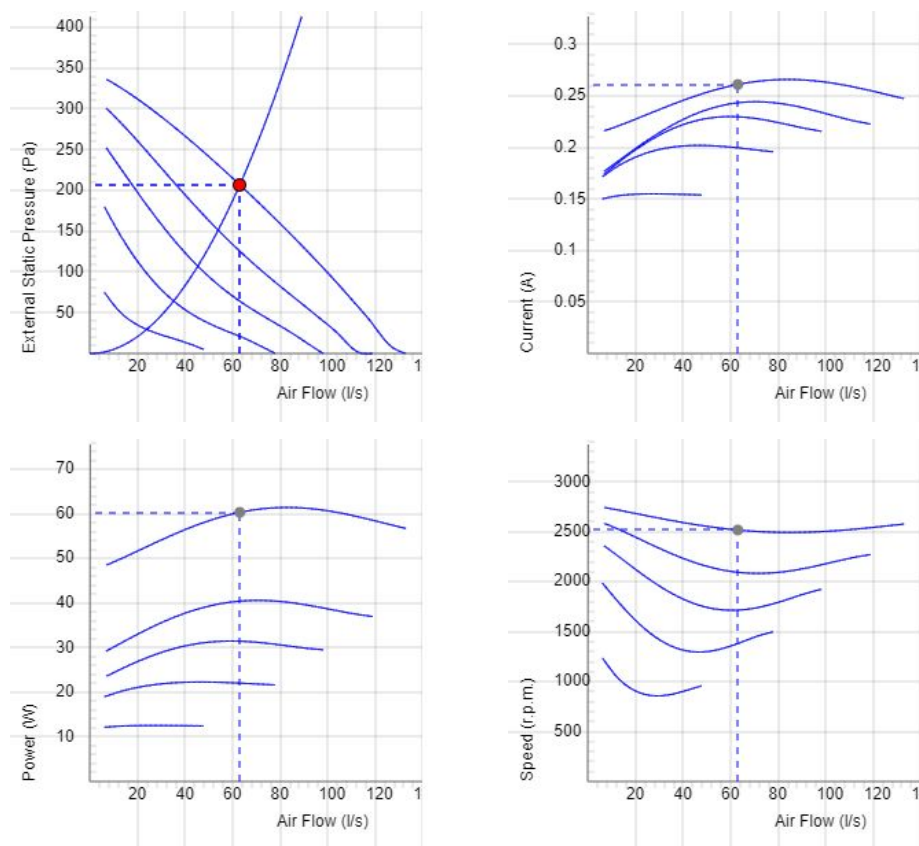 400
350
300
250
200
150
100
50
External Static Pressure (Pa)
20 40 60 80 100 120 1
Air Flow (l/s)
0.3
0.25
0.2
0.15
0.1
0.05
Current (A)
20 40 60 80 100 120 1
Air Flow (l/s)
70
60
50
40
30
20
10
Power (W)
20 40 60 80 100 120
Air Flow (l/s)
3000
2500
2000
1500
1000
500
Speed (r.p.m.)
20 40 60 80 100 120 1
Air Flow (l/s)